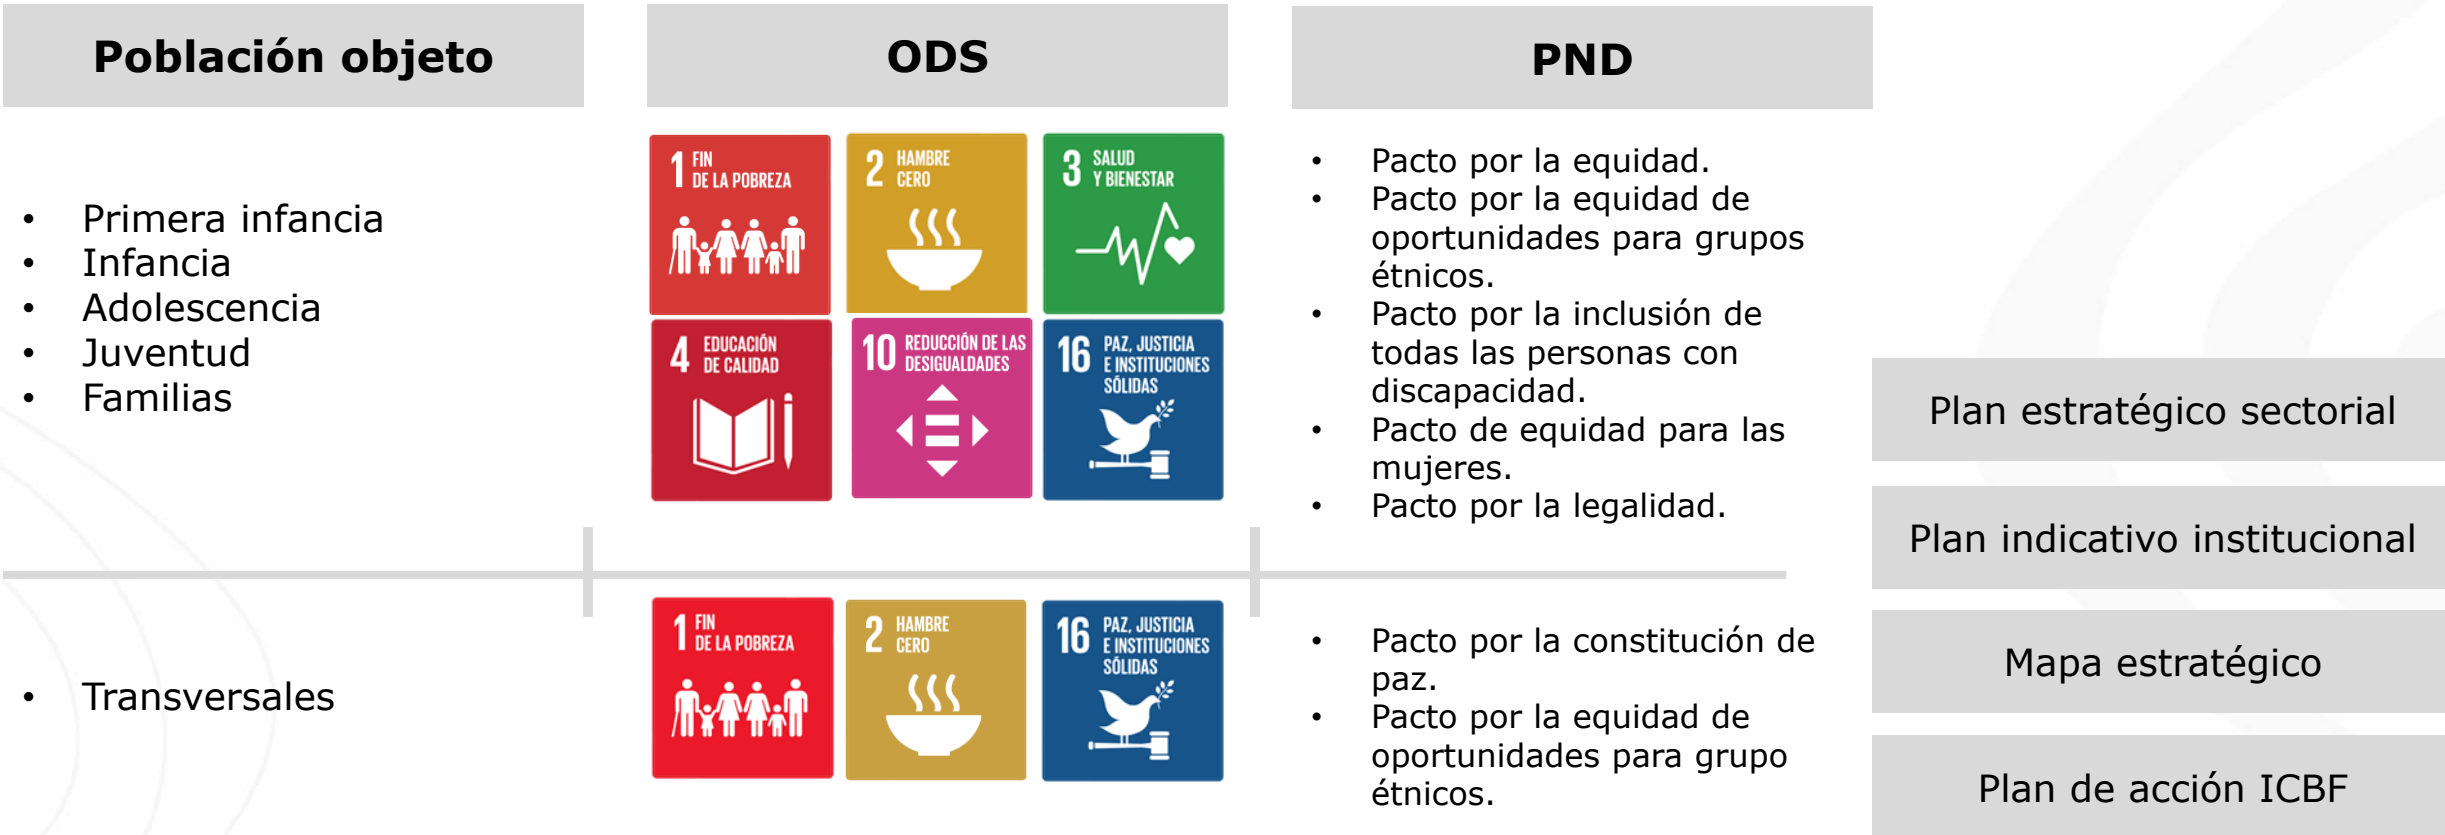 Población objeto
ODS
PND
• Primera infancia
• Infancia
• Adolescencia
• Juventud
• Familias
1 FIN
DE LA POBREZA
2 HAMBRE
CERO
3 SALUD
Y BIENESTAR
4 EDUCACIÓN
DE CALIDAD
10 REDUCCIÓN DE LAS
DESIGUALDADES
16 PAZ, JUSTICIA
E INSTITUCIONES
SÓLIDAS
• Pacto por la equidad.
• Pacto por la equidad de
oportunidades para grupos
étnicos.
• Pacto por la inclusión de
todas las personas con
discapacidad.
• Pacto de equidad para las
mujeres.
• Pacto por la legalidad.
• Transversales
1 FIN
DE LA POBREZA
2 HAMBRE
CERO
16 PAZ, JUSTICIA
E INSTITUCIONES
SÓLIDAS
• Pacto por la constitución de
paz.
• Pacto por la equidad de
oportunidades para grupo
étnicos.
Plan estratégico sectorial
Plan indicativo institucional
Mapa estratégico
Plan de acción ICBF